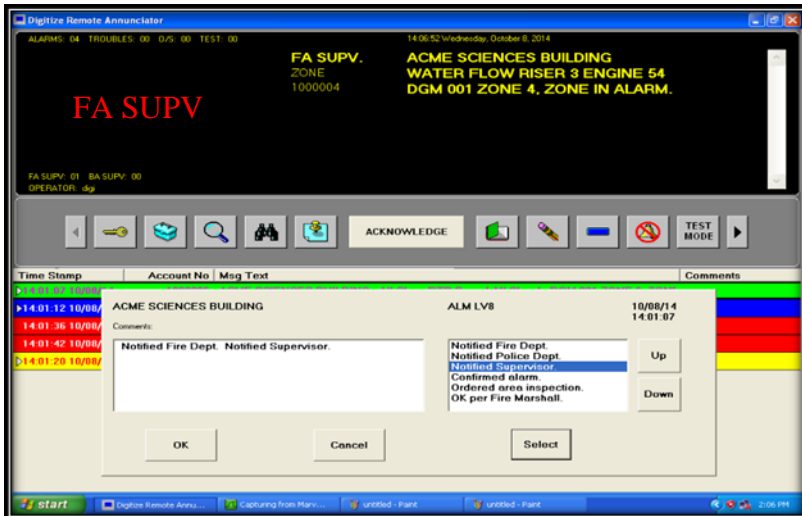 Digitize Remote Annunciator
ALARMS: 04 TROUBLES: 00 O/S: 00 TEST: 00
14:06:52 Wednesday, October 8, 2014
FA SUPV. ACME SCIENCES BUILDING
ZONE WATER FLOW RISER 3 ENGINE 54
1000004 DGM 001 ZONE 4, ZONE IN ALARM.
FA SUPV
FA SUPV: 01 BA SUPV: 00
OPERATOR: digi
ACKNOWLEDGE
TEST MODE
Time Stamp Account No Msg Text Comments
14:01:07 10/08/
14:01:12 10/08/
14:01:36 10/08/
14:01:42 10/08/
14:01:20 10/08/
ACME SCIENCES BUILDING ALM LV8 10/08/14
14:01:07
Comments:
Notified Fire Dept. Notified Supervisor.
Notified Fire Dept.
Notified Police Dept.
Notified Supervisor.
Confirmed alarm.
Ordered area inspection.
OK per Fire Marshall.
Up
Down
OK Cancel Select
start Digitize Remote Annu... Capturing from Marv... untitled - Paint untitled - Paint 2:06 PM